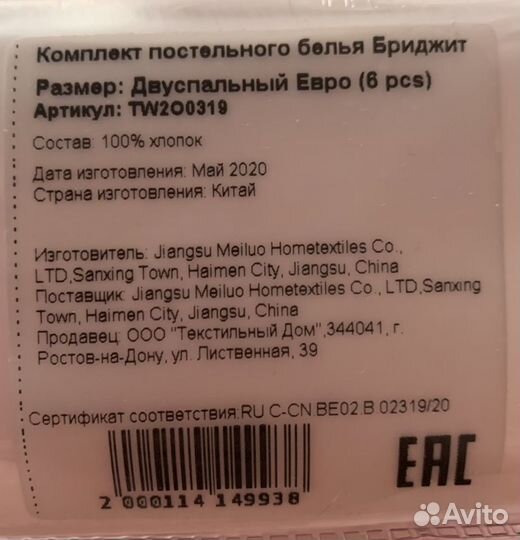 Комплект постельного белья Бриджит
Размер: Двуспальный Евро (6 pcs)
Артикул: TW2O0319
Состав: 100% хлопок
Дата изготовления: Май 2020
Страна изготовления: Китай
Изготовитель: Jiangsu Meiluo Hometextiles Co.,
LTD,Sanxing Town, Haimen City, Jiangsu, China
Поставщик: Jiangsu Meiluo Hometextiles Co., LTD,Sanxing
Town, Haimen City, Jiangsu, China
Продавец: ООО "Текстильный Дом",344041, г.
Ростов-на-Дону, ул. Лиственная, 39
Сертификат соответствия:RU C-CN.BE02.B.02319/20
2 000114 149938
EAC
Avito